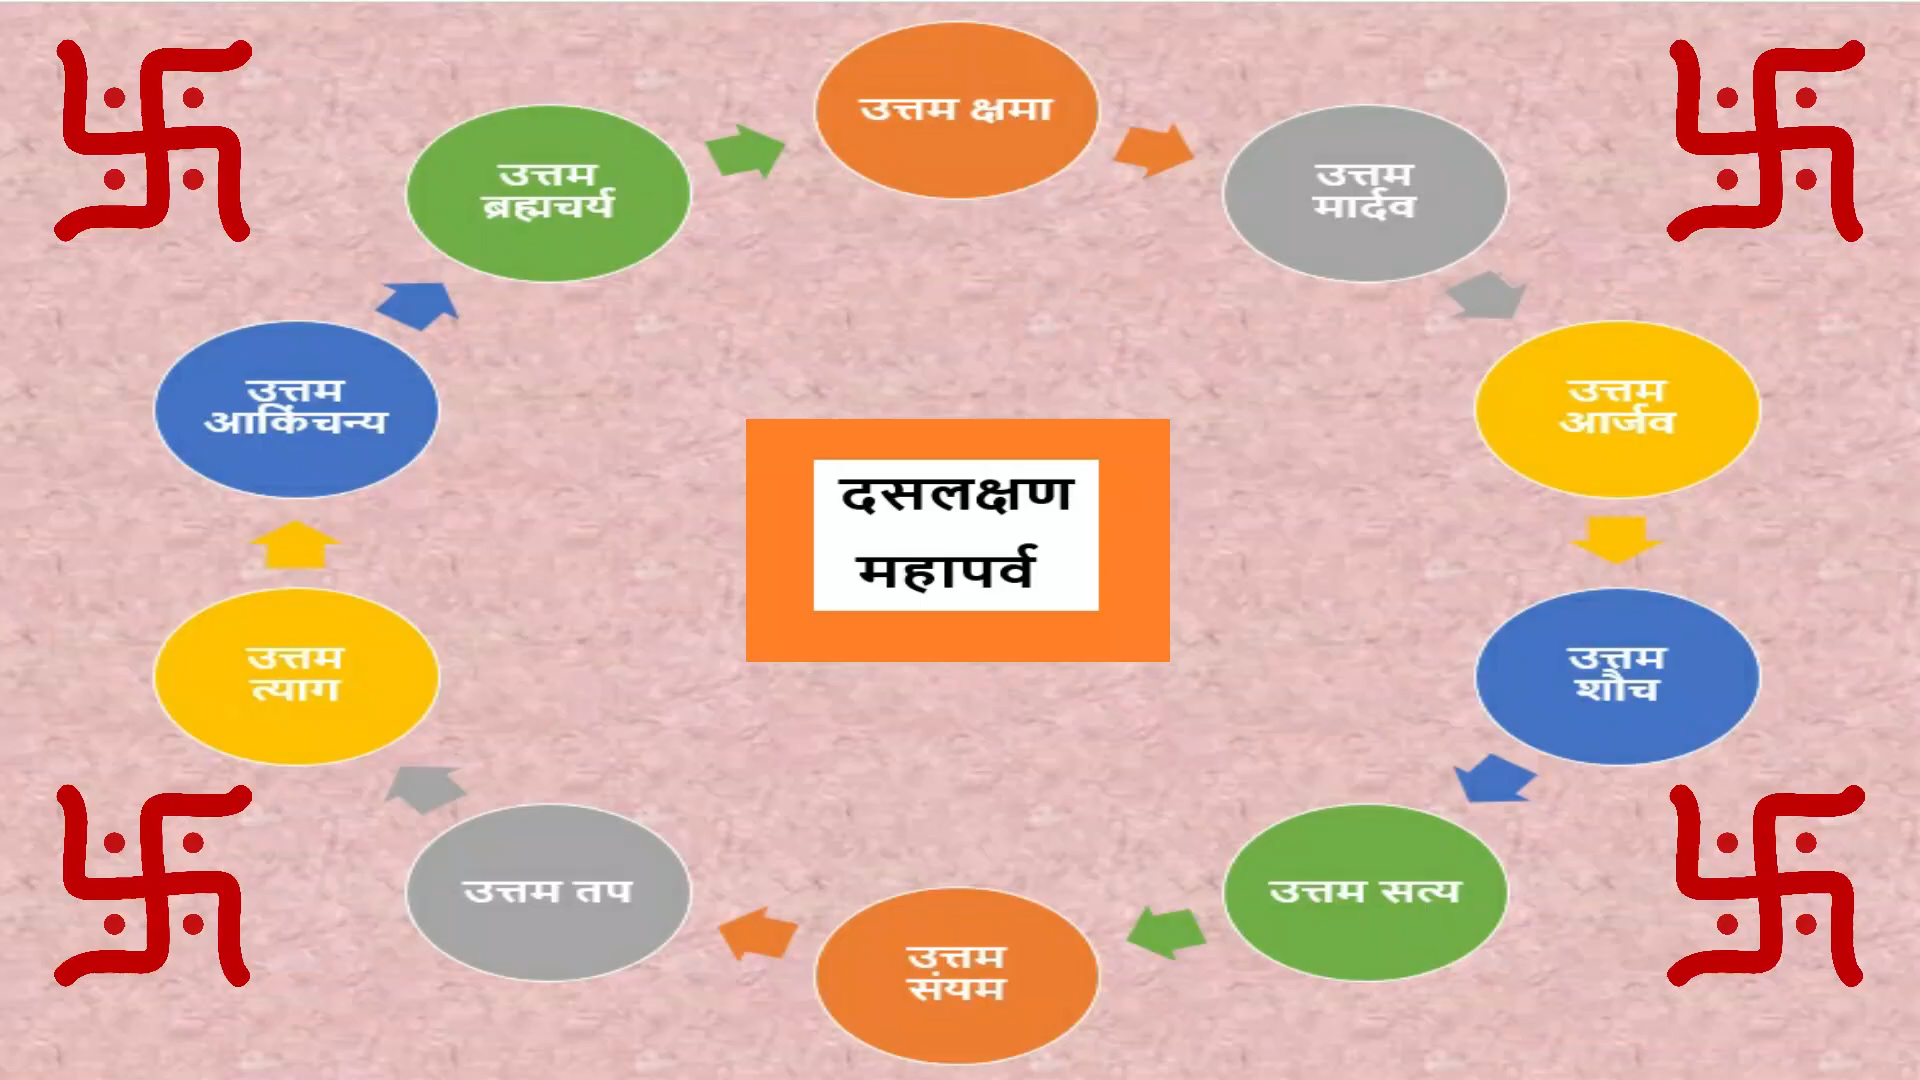 उत्तम क्षमा
उत्तम
मार्दव
उत्तम
आर्जव
उत्तम
शौच
उत्तम सत्य
उत्तम
संयम
उत्तम तप
उत्तम
त्याग
उत्तम
आकिंचन्य
उत्तम
ब्रह्मचर्य
दसलक्षण
महापर्व